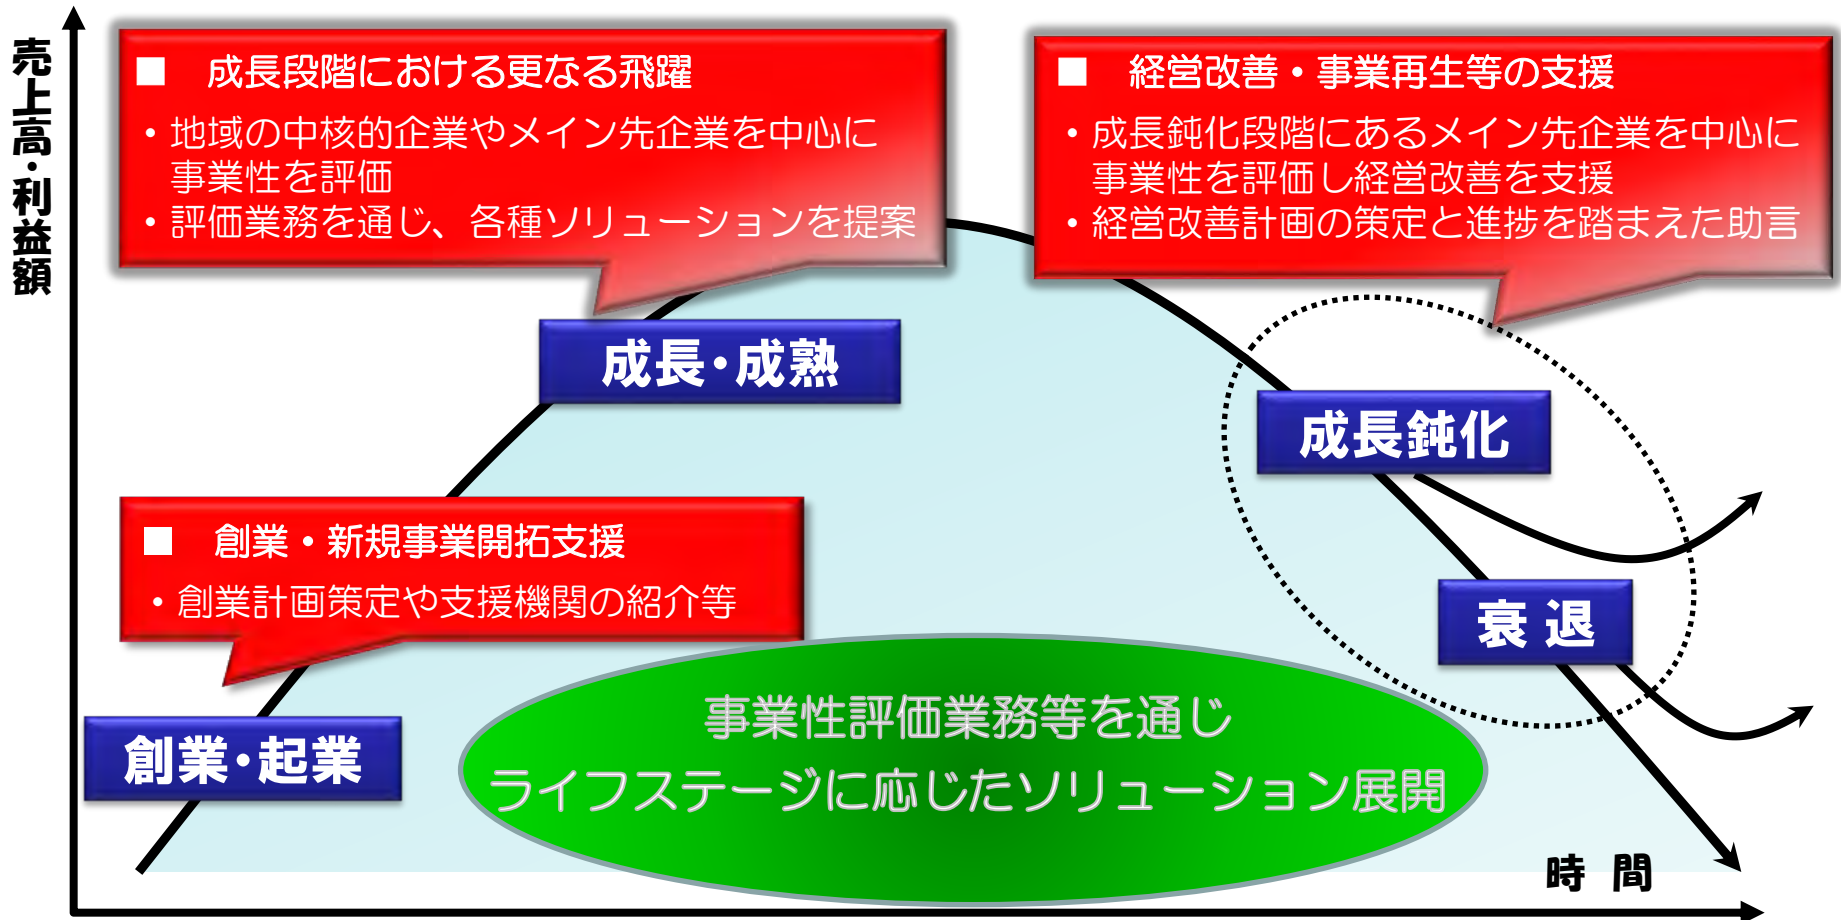 売上高・利益額
■ 成長段階における更なる飛躍
・地域の中核的企業やメイン先企業を中心に
事業性を評価
・評価業務を通じ、各種ソリューションを提案
■ 経営改善・事業再生等の支援
・成長鈍化段階にあるメイン先企業を中心に
事業性を評価し経営改善を支援
・経営改善計画の策定と進捗を踏まえた助言
成長・成熟
成長鈍化
■ 創業・新規事業開拓支援
・創業計画策定や支援機関の紹介等
衰 退
創業・起業
事業性評価業務等を通じ
ライフステージに応じたソリューション展開
時 間